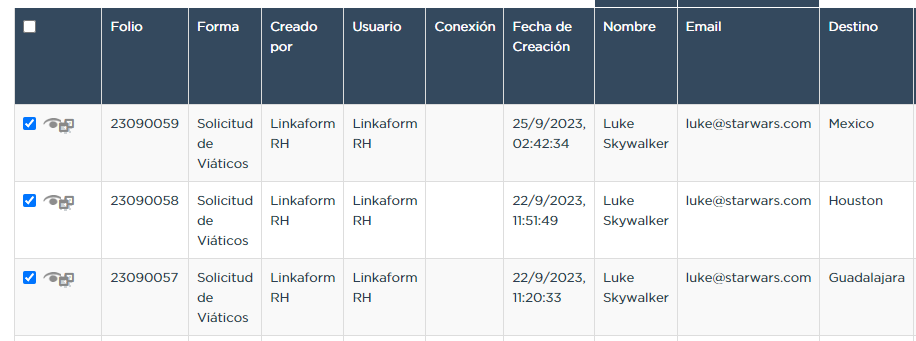 Folio Forma Creado por Usuario Conexión Fecha de Creación Nombre Email Destino
23090059 Solicitud de Viáticos Linkaform RH Linkaform RH 25/9/2023, 02:42:34 Luke Skywalker luke@starwars.com Mexico
23090058 Solicitud de Viáticos Linkaform RH Linkaform RH 22/9/2023, 11:51:49 Luke Skywalker luke@starwars.com Houston
23090057 Solicitud de Viáticos Linkaform RH Linkaform RH 22/9/2023, 11:20:33 Luke Skywalker luke@starwars.com Guadalajara